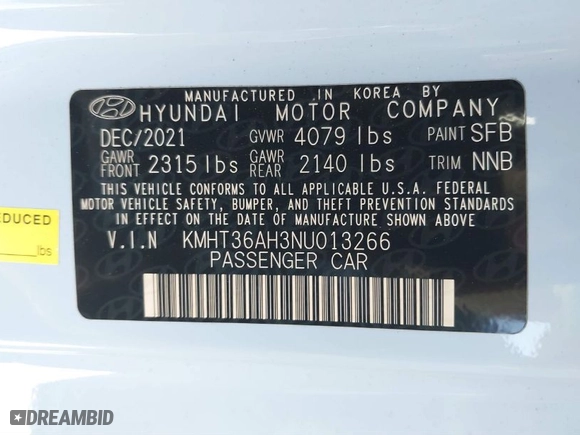 MANUFACTURED IN KOREA BY
HYUNDAI MOTOR COMPANY
DEC/2021 GVWR 4079 lbs PAINT SFB
GAWR FRONT 2315 lbs GAWR REAR 2140 lbs TRIM NNB
THIS VEHICLE CONFORMS TO ALL APPLICABLE U.S.A. FEDERAL
MOTOR VEHICLE SAFETY, BUMPER, AND THEFT PREVENTION STANDARDS
IN EFFECT ON THE DATE OF MANUFACTURE SHOWN ABOVE.
V.I.N KMHT36AH3NU013266
PASSENGER CAR
EDUCED
lbs
DREAMBID